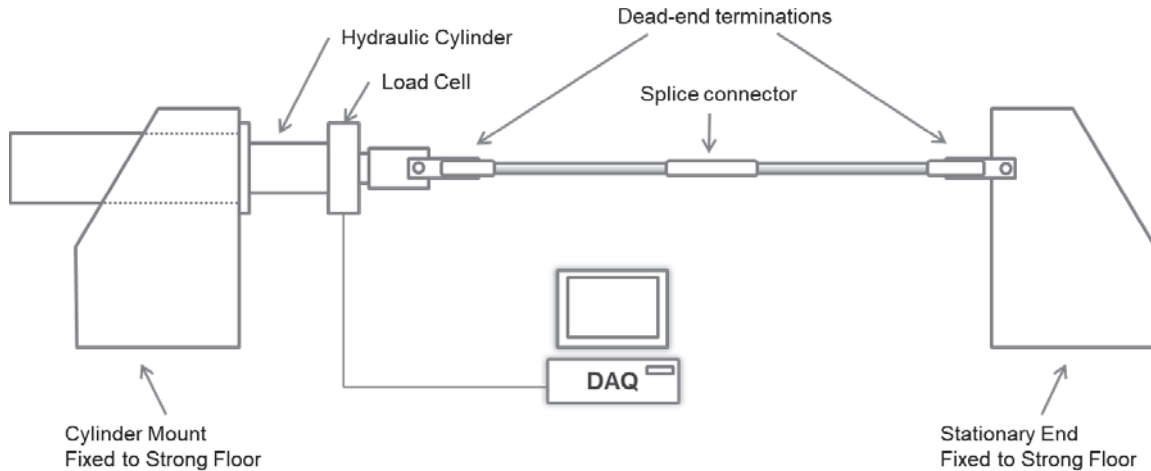 Dead-end terminations
Hydraulic Cylinder
Load Cell
Splice connector
DAQ
Cylinder Mount
Fixed to Strong Floor
Stationary End
Fixed to Strong Floor